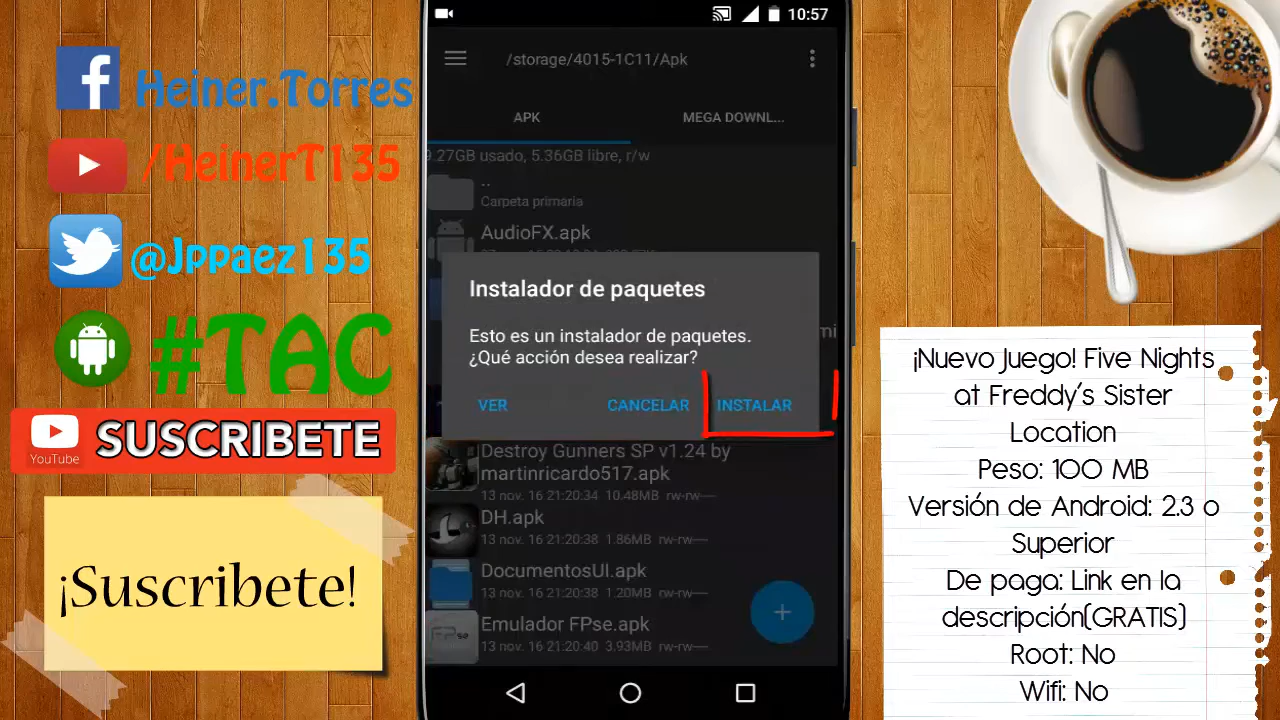 Heiner.Torres
/HeinerT135
@Jppaez135
#TAC
YouTube
SUSCRIBETE
¡Suscribete!
10:57
/storage/4015-1C11/Apk
APK
MEGA DOWNL...
9.27GB usado, 5.36GB libre, r/w
..
Carpeta primaria
AudioFX.apk
Instalador de paquetes
Esto es un instalador de paquetes.
¿Qué acción desea realizar?
VER
CANCELAR
INSTALAR
Destroy Gunners SP v1.24 by
martinricardo517.apk
13 nov. 16 21:20:34 10.48MB rw-rw----
DH.apk
13 nov. 16 21:20:38 1.86MB rw-rw----
DocumentosUI.apk
13 nov. 16 21:20:38 1.20MB rw-rw----
Emulador FPse.apk
13 nov. 16 21:20:40 3.93MB rw-rw----
¡Nuevo Juego! Five Nights
at Freddy's Sister
Location
Peso: 100 MB
Versión de Android: 2.3 o
Superior
De paga: Link en la
descripción(GRATIS)
Root: No
Wifi: No